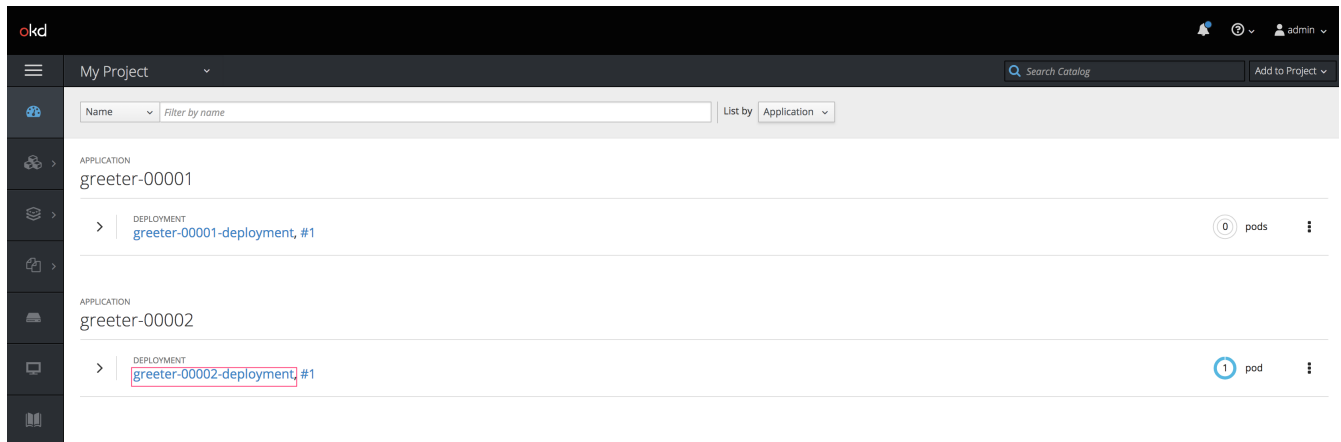 okd
admin
My Project
Search Catalog
Add to Project
Name
Filter by name
List by
Application
APPLICATION
greeter-00001
DEPLOYMENT
greeter-00001-deployment, #1
0 pods
APPLICATION
greeter-00002
DEPLOYMENT
greeter-00002-deployment, #1
1 pod